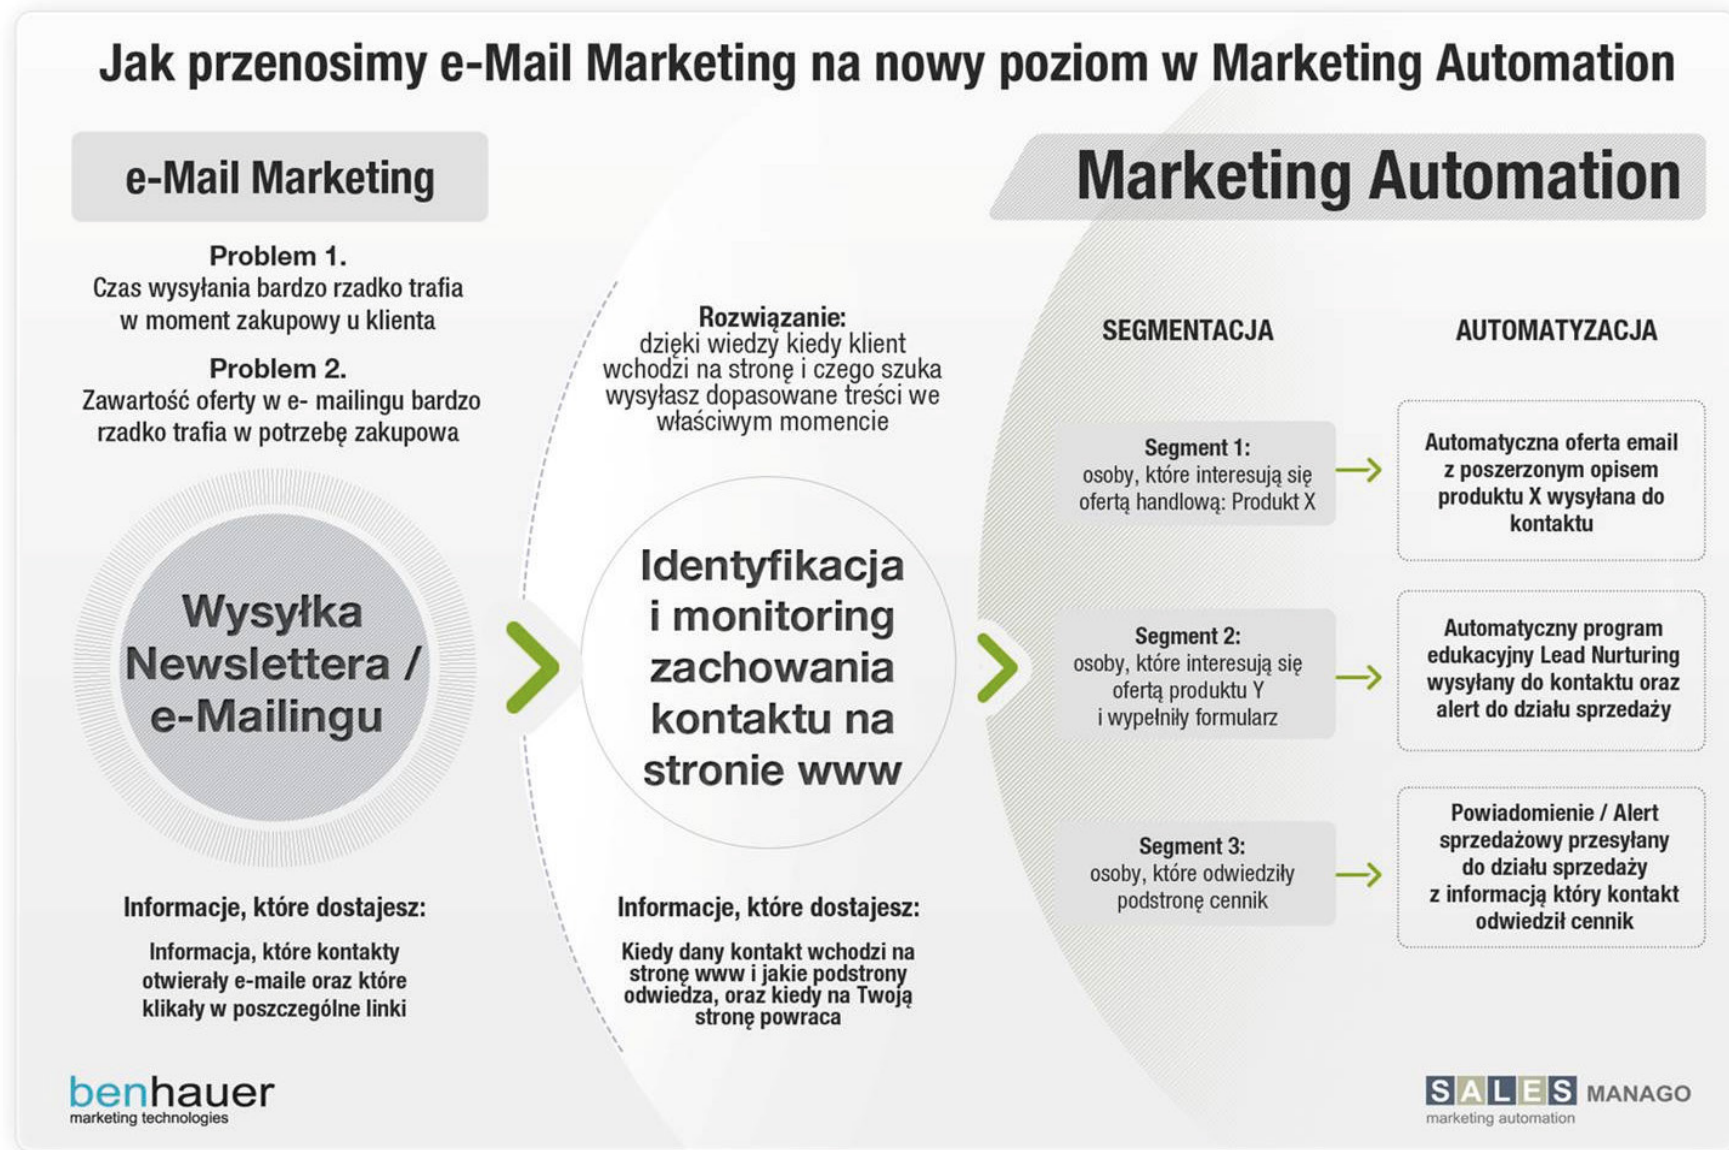 Jak przenosimy e-Mail Marketing na nowy poziom w Marketing Automation
e-Mail Marketing
Problem 1.
Czas wysyłania bardzo rzadko trafia
w moment zakupowy u klienta
Problem 2.
Zawartość oferty w e- mailingu bardzo
rzadko trafia w potrzebę zakupowa
Wysyłka
Newslettera /
e-Mailingu
Informacje, które dostajesz:
Informacja, które kontakty
otwierały e-maile oraz które
klikały w poszczególne linki
Rozwiązanie:
dzięki wiedzy kiedy klient
wchodzi na stronę i czego szuka
wysyłasz dopasowane treści we
właściwym momencie
Identyfikacja
i monitoring
zachowania
kontaktu na
stronie www
Informacje, które dostajesz:
Kiedy dany kontakt wchodzi na
stronę www i jakie podstrony
odwiedza, oraz kiedy na Twoją
stronę powraca
Marketing Automation
SEGMENTACJA
AUTOMATYZACJA
Segment 1:
osoby, które interesują się
ofertą handlową: Produkt X
Automatyczna oferta email
z poszerzonym opisem
produktu X wysyłana do
kontaktu
Segment 2:
osoby, które interesują się
ofertą produktu Y
i wypełniły formularz
Automatyczny program
edukacyjny Lead Nurturing
wysyłany do kontaktu oraz
alert do działu sprzedaży
Segment 3:
osoby, które odwiedziły
podstronę cennik
Powiadomienie / Alert
sprzedażowy przesyłany
do działu sprzedaży
z informacją który kontakt
odwiedził cennik
benhauer
marketing technologies
SALES MANAGO
marketing automation